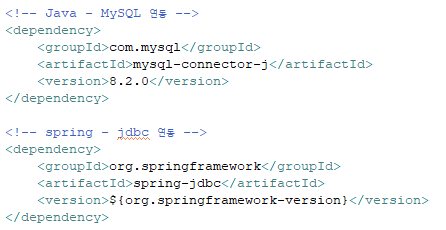 <!-- Java - MySQL 연동 -->
<dependency>
    <groupId>com.mysql</groupId>
    <artifactId>mysql-connector-j</artifactId>
    <version>8.2.0</version>
</dependency>

<!-- spring - jdbc 연동 -->
<dependency>
    <groupId>org.springframework</groupId>
    <artifactId>spring-jdbc</artifactId>
    <version>${org.springframework-version}</version>
</dependency>